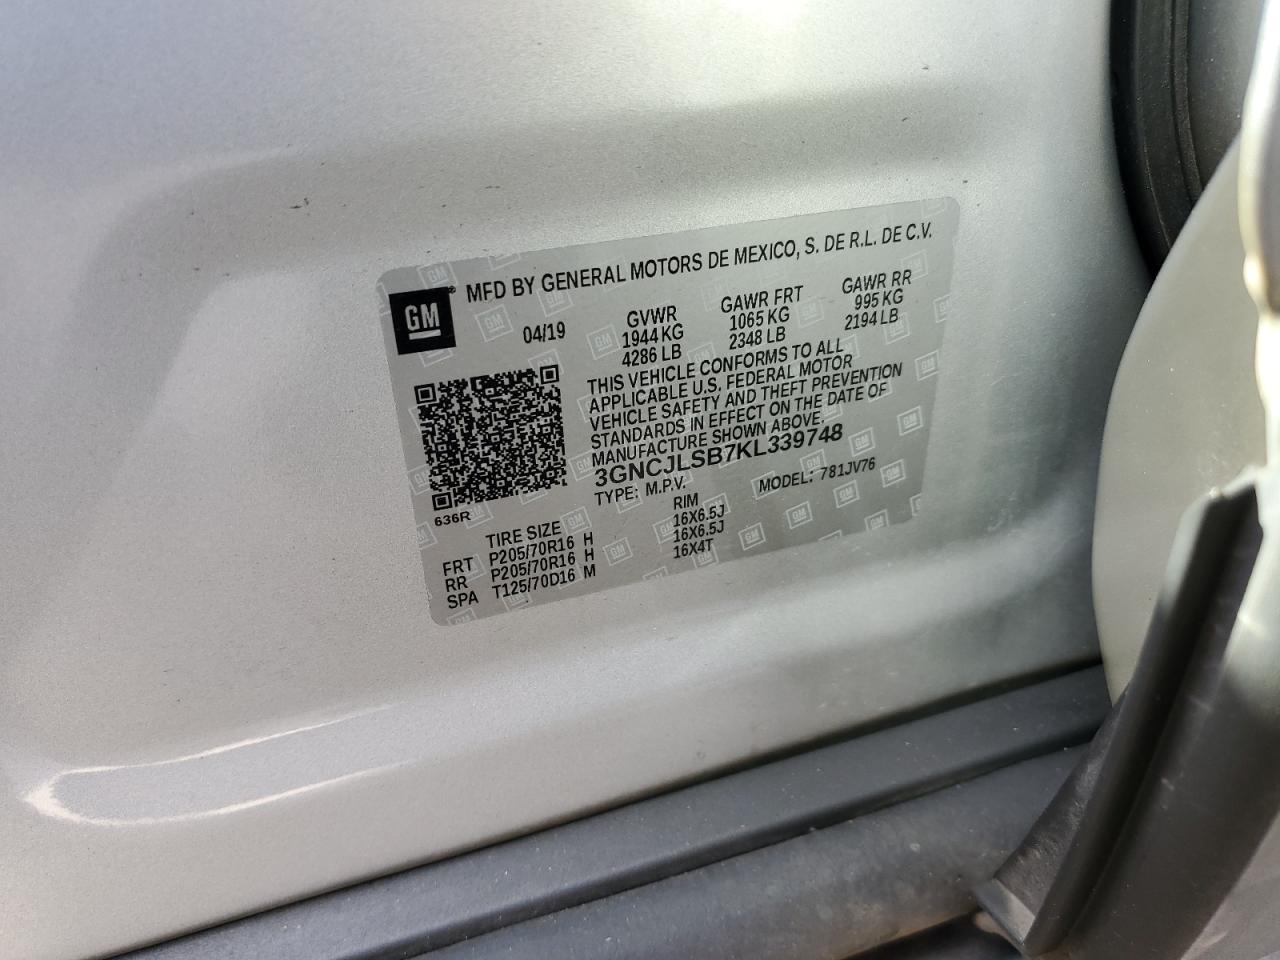 GM
MFD BY GENERAL MOTORS DE MEXICO, S. DE R.L. DE C.V.
04/19
GVWR
1944 KG
4286 LB
GAWR FRT
1065 KG
2348 LB
GAWR RR
995 KG
2194 LB
THIS VEHICLE CONFORMS TO ALL
APPLICABLE U.S. FEDERAL MOTOR
VEHICLE SAFETY AND THEFT PREVENTION
STANDARDS IN EFFECT ON THE DATE OF
MANUFACTURE SHOWN ABOVE.
3GNCJLSB7KL339748
TYPE: M.P.V. MODEL: 781JV76
636R
TIRE SIZE RIM
FRT P205/70R16 H 16X6.5J
RR P205/70R16 H 16X6.5J
SPA T125/70D16 M 16X4T